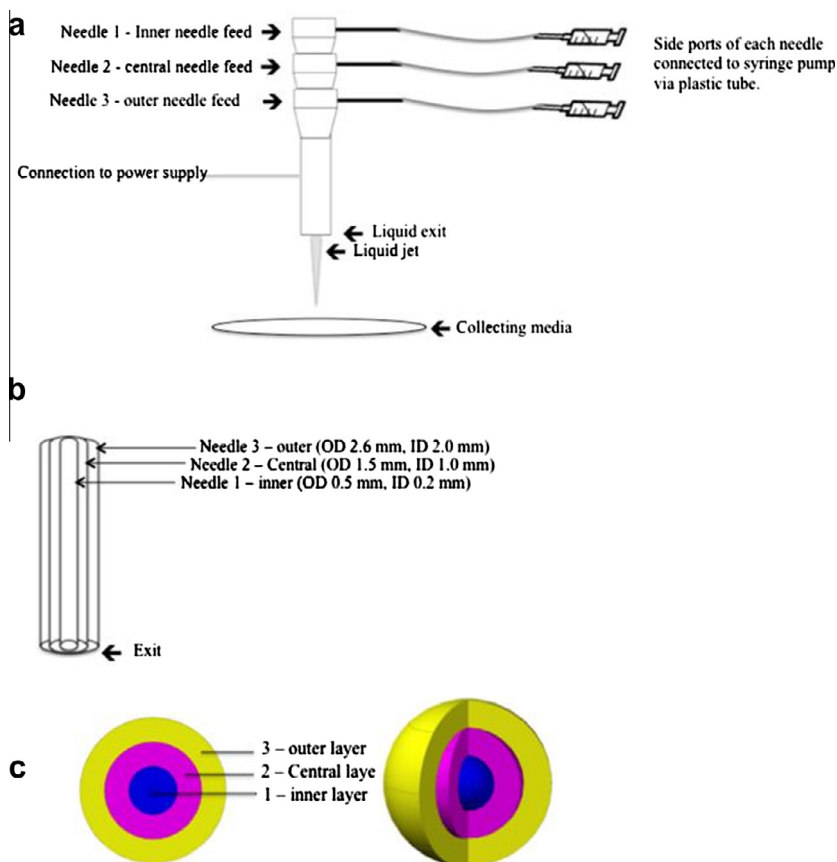 a
Needle 1 - Inner needle feed
Needle 2 - central needle feed
Needle 3 - outer needle feed
Side ports of each needle
connected to syringe pump
via plastic tube.
Connection to power supply
Liquid exit
Liquid jet
Collecting media
b
Needle 3 – outer (OD 2.6 mm, ID 2.0 mm)
Needle 2 – Central (OD 1.5 mm, ID 1.0 mm)
Needle 1 – inner (OD 0.5 mm, ID 0.2 mm)
Exit
c
3 – outer layer
2 – Central laye
1 – inner layer